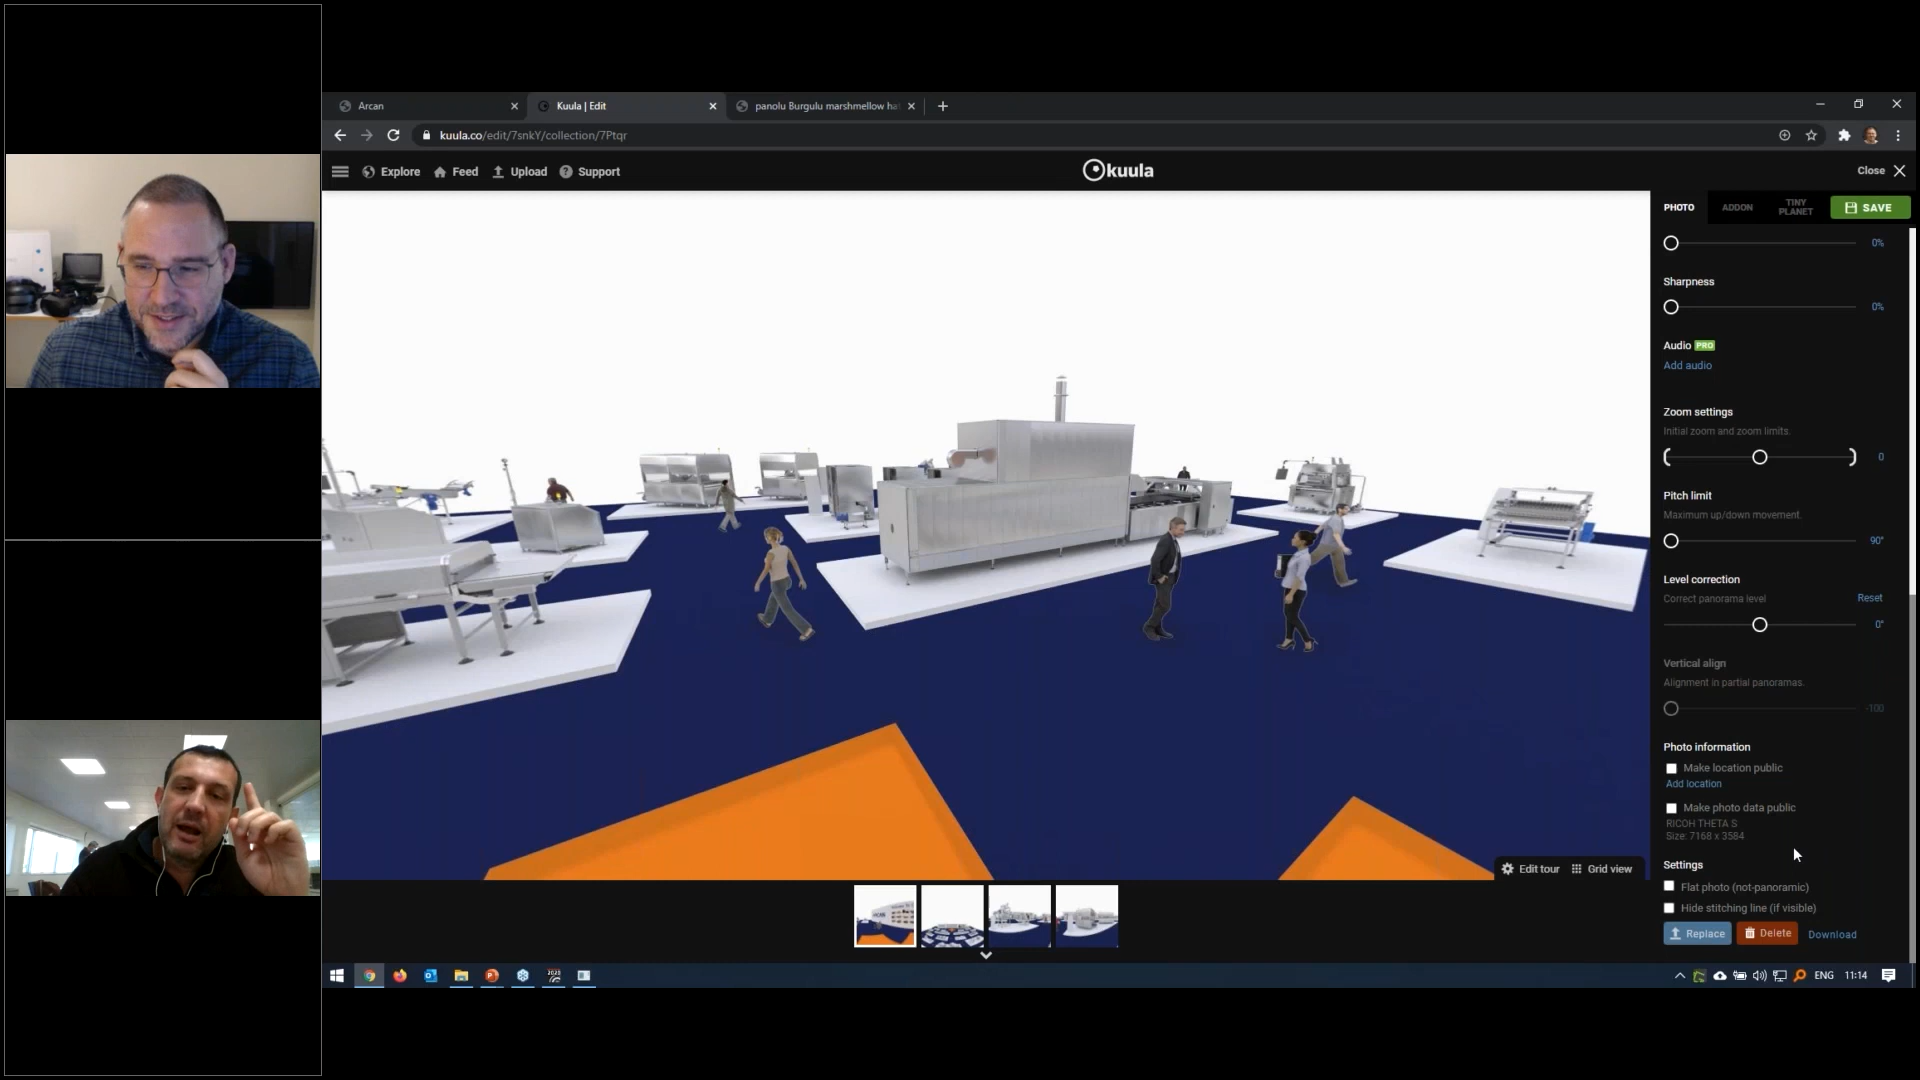 Arcan
Kuula | Edit
panolu Burgulu marshmellow ha
kuula.co/edit/7snkY/collection/7Ptqr
Explore
Feed
Upload
Support
kuula
Close
PHOTO
ADDON
TINY PLANET
SAVE
0%
Sharpness
0%
Audio PRO
Add audio
Zoom settings
Initial zoom and zoom limits.
0
Pitch limit
Maximum up/down movement.
90°
Level correction
Correct panorama level
Reset
0°
Vertical align
Alignment in partial panoramas.
-100
Photo information
Make location public
Add location
Make photo data public
RICOH THETA S
Size: 7168 x 3584
Settings
Flat photo (not-panoramic)
Hide stitching line (if visible)
Replace
Delete
Download
Edit tour
Grid view
2020
ENG
11:14